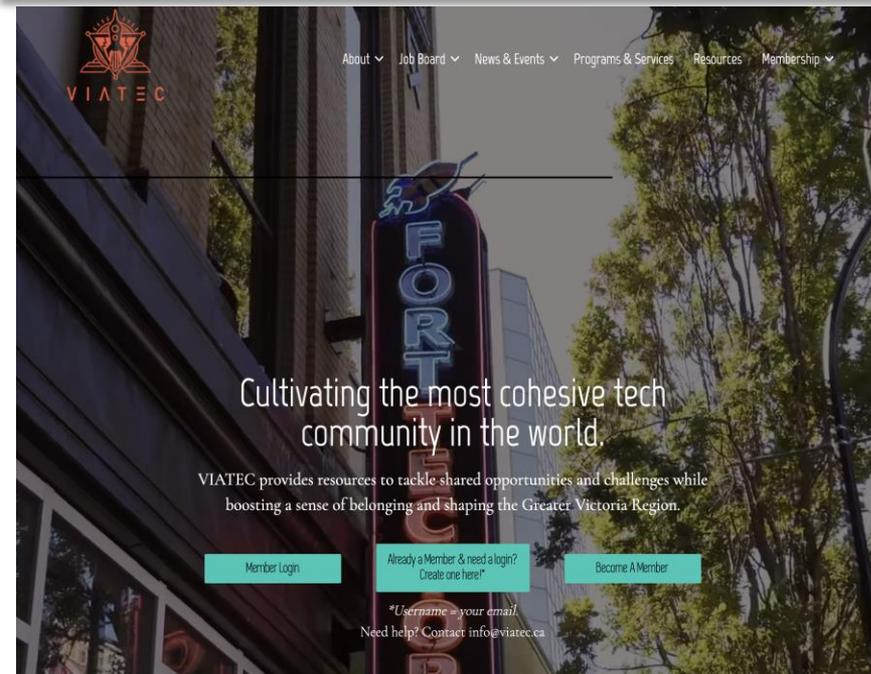 VIATEC
About Job Board News & Events Programs & Services Resources Membership
FORT
TEC
Cultivating the most cohesive tech
community in the world.
VIATEC provides resources to tackle shared opportunities and challenges while
boosting a sense of belonging and shaping the Greater Victoria Region.
Member Login
Already a Member & need a login?
Create one here!*
Become A Member
*Username = your email.
Need help? Contact info@viatec.ca